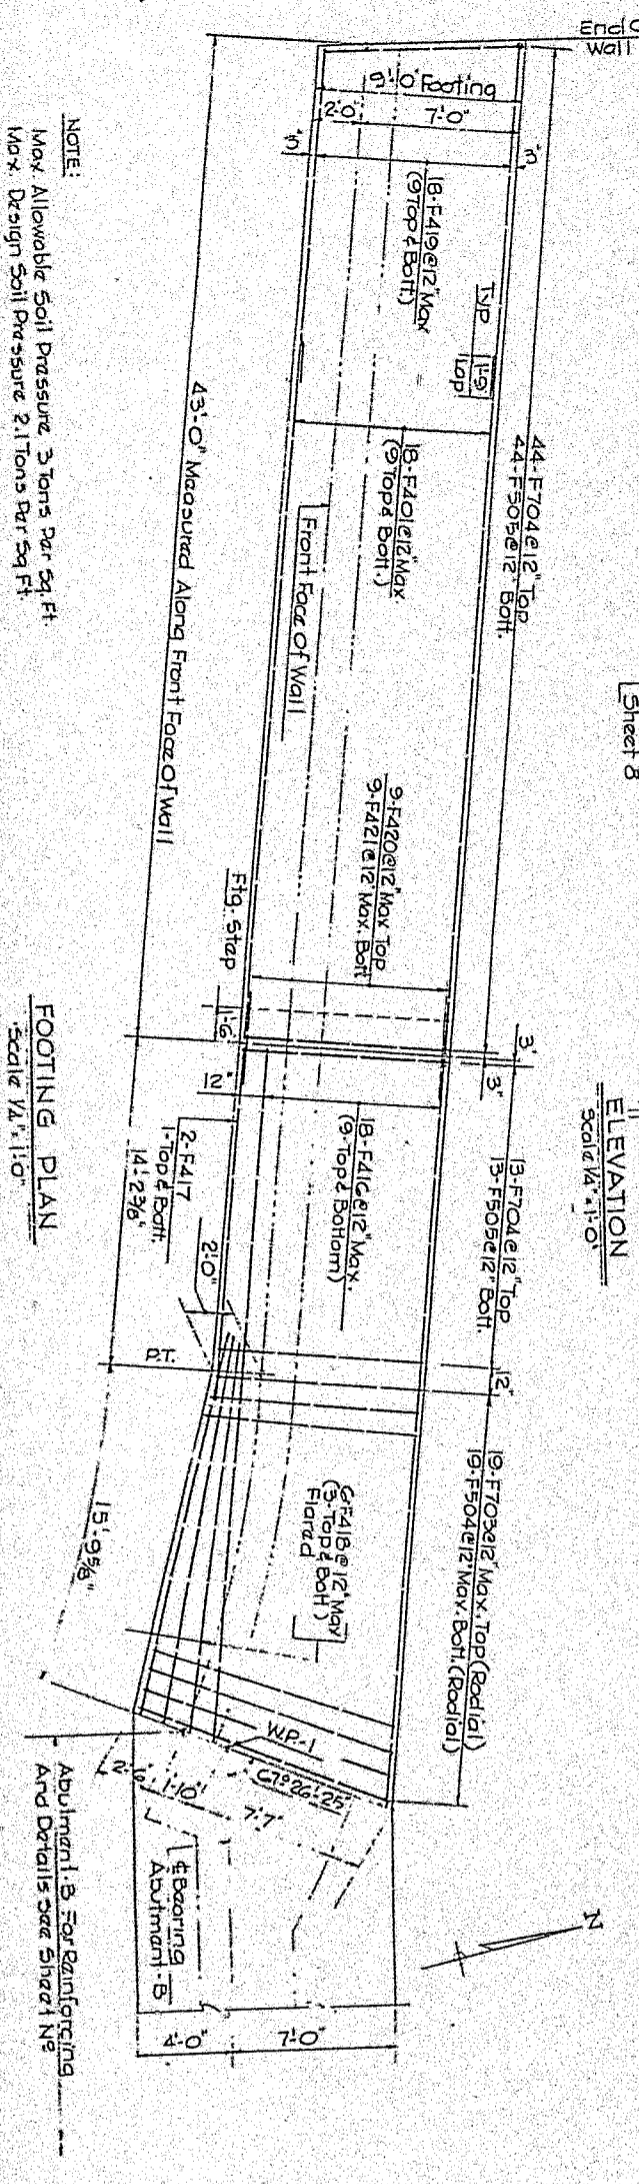 End O
Wall
9'-0" Footing
2'-0"
7'-0"
3"
3"
18-F419@12" Max
(9 Top & Bott.)
Typ
1'-9"
Lap
44-F704@12" Top
44-F505@12" Bott.
18-F401@12" Max.
(9 Top & Bott.)
Front Face Of Wall
43'-0" Measured Along Front Face Of Wall
NOTE:
Max Allowable Soil Pressure 3 Tons Per Sq. Ft.
Max. Design Soil Pressure 2.1 Tons Per Sq Ft.
Sheet 8
9-F420@12" Max Top
9-F421@12" Max. Bott
Ftg. Step
1'-6"
12"
3"
3"
ELEVATION
Scale 1/4"=1'-0"
FOOTING PLAN
Scale 1/4"=1'-0"
18-F416@12" Max.
(9-Top & Bottom)
2-F417
1-Top & Bott.
14'-2 3/8"
2'-0"
P.T.
13-F704@12" Top
13-F505@12" Bott.
12"
19-F703@12" Max. Top (Radial)
19-F504@12" Max. Bott. (Radial)
6-F418@12" Max
(3-Top & Bott)
Flared
15'-9 5/8"
W.P.-1
67°26'-25"
2'-6"
1'-10"
7'-7"
℄ Bearing
Abutment-B
Abutment-B For Reinforcing
And Details see Sheet Nº
N
4'-0"
7'-0"